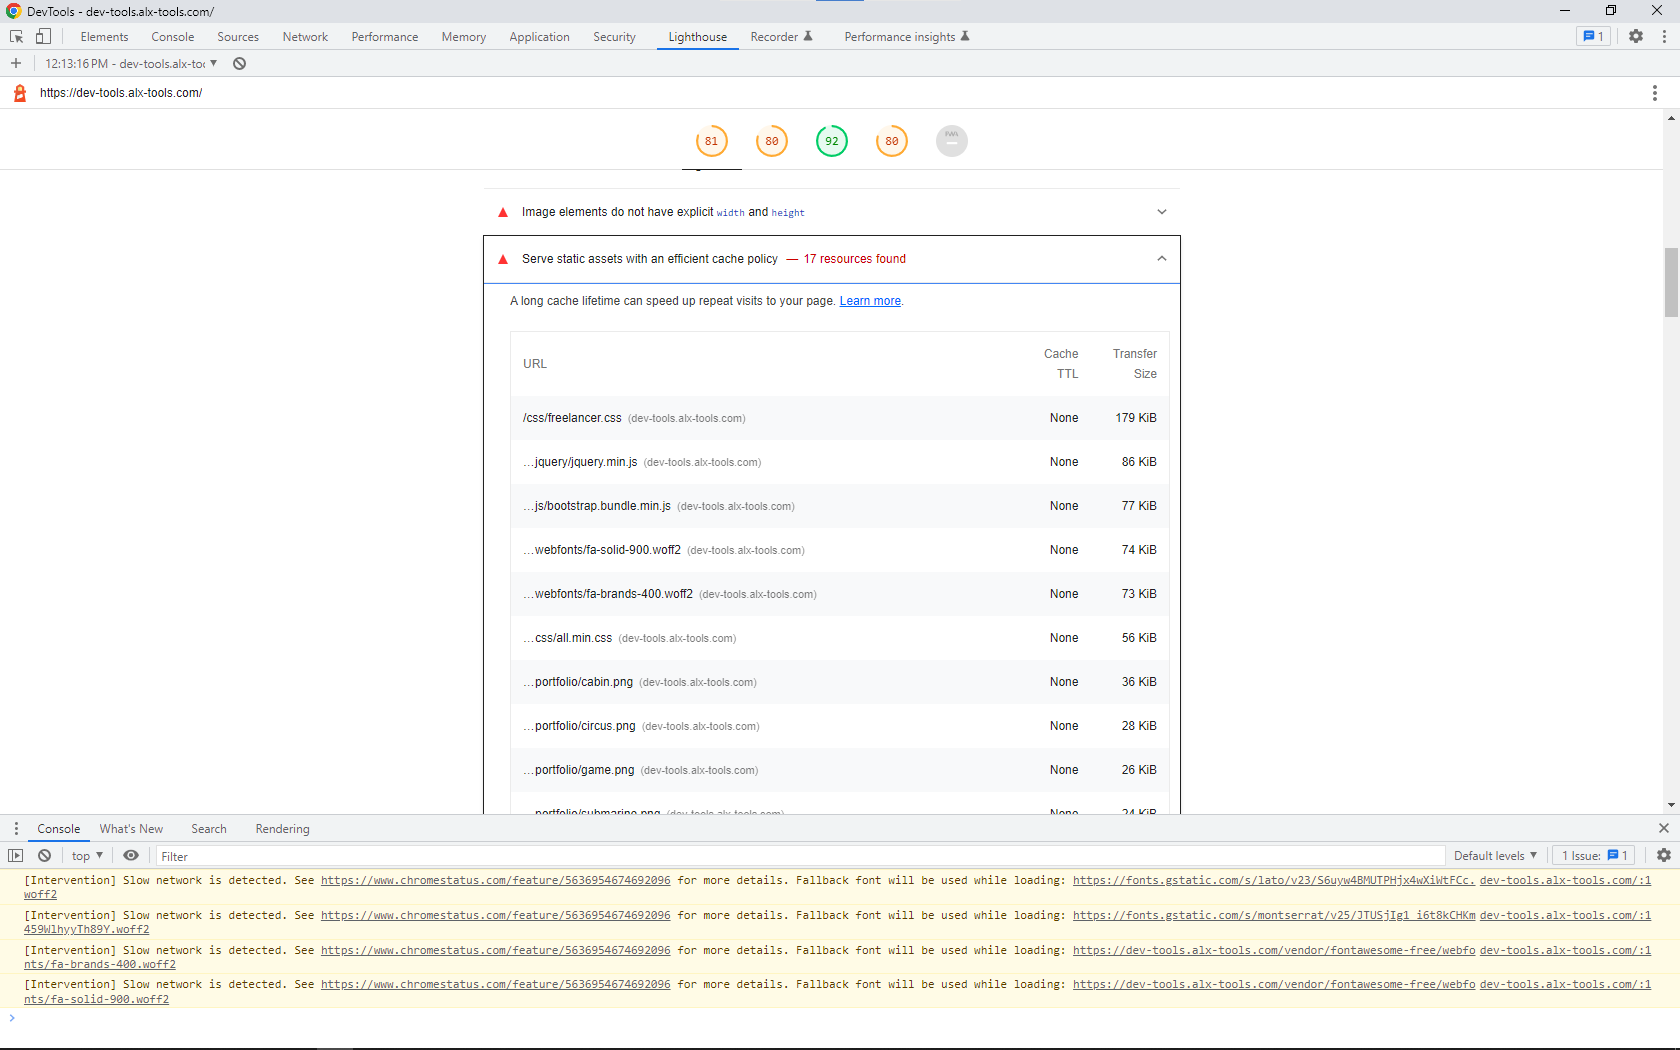 DevTools - dev-tools.alx-tools.com/
Elements Console Sources Network Performance Memory Application Security Lighthouse Recorder Performance insights 1
12:13:16 PM - dev-tools.alx-toc
https://dev-tools.alx-tools.com/
81 80 92 80 PWA
Image elements do not have explicit width and height
Serve static assets with an efficient cache policy — 17 resources found
A long cache lifetime can speed up repeat visits to your page. Learn more.
URL Cache TTL Transfer Size
/css/freelancer.css (dev-tools.alx-tools.com) None 179 KiB
…jquery/jquery.min.js (dev-tools.alx-tools.com) None 86 KiB
…js/bootstrap.bundle.min.js (dev-tools.alx-tools.com) None 77 KiB
…webfonts/fa-solid-900.woff2 (dev-tools.alx-tools.com) None 74 KiB
…webfonts/fa-brands-400.woff2 (dev-tools.alx-tools.com) None 73 KiB
…css/all.min.css (dev-tools.alx-tools.com) None 56 KiB
…portfolio/cabin.png (dev-tools.alx-tools.com) None 36 KiB
…portfolio/circus.png (dev-tools.alx-tools.com) None 28 KiB
…portfolio/game.png (dev-tools.alx-tools.com) None 26 KiB
…portfolio/submarine.png (dev-tools.alx-tools.com) None 24 KiB
Console What's New Search Rendering
top Filter Default levels 1 Issue: 1
[Intervention] Slow network is detected. See https://www.chromestatus.com/feature/5636954674692096 for more details. Fallback font will be used while loading: https://fonts.gstatic.com/s/lato/v23/S6uyw4BMUTPHjx4wXiWtFCc. dev-tools.alx-tools.com/:1
woff2
[Intervention] Slow network is detected. See https://www.chromestatus.com/feature/5636954674692096 for more details. Fallback font will be used while loading: https://fonts.gstatic.com/s/montserrat/v25/JTUSjIg1_i6t8kCHKm dev-tools.alx-tools.com/:1
459WlhyyTh89Y.woff2
[Intervention] Slow network is detected. See https://www.chromestatus.com/feature/5636954674692096 for more details. Fallback font will be used while loading: https://dev-tools.alx-tools.com/vendor/fontawesome-free/webfo dev-tools.alx-tools.com/:1
nts/fa-brands-400.woff2
[Intervention] Slow network is detected. See https://www.chromestatus.com/feature/5636954674692096 for more details. Fallback font will be used while loading: https://dev-tools.alx-tools.com/vendor/fontawesome-free/webfo dev-tools.alx-tools.com/:1
nts/fa-solid-900.woff2